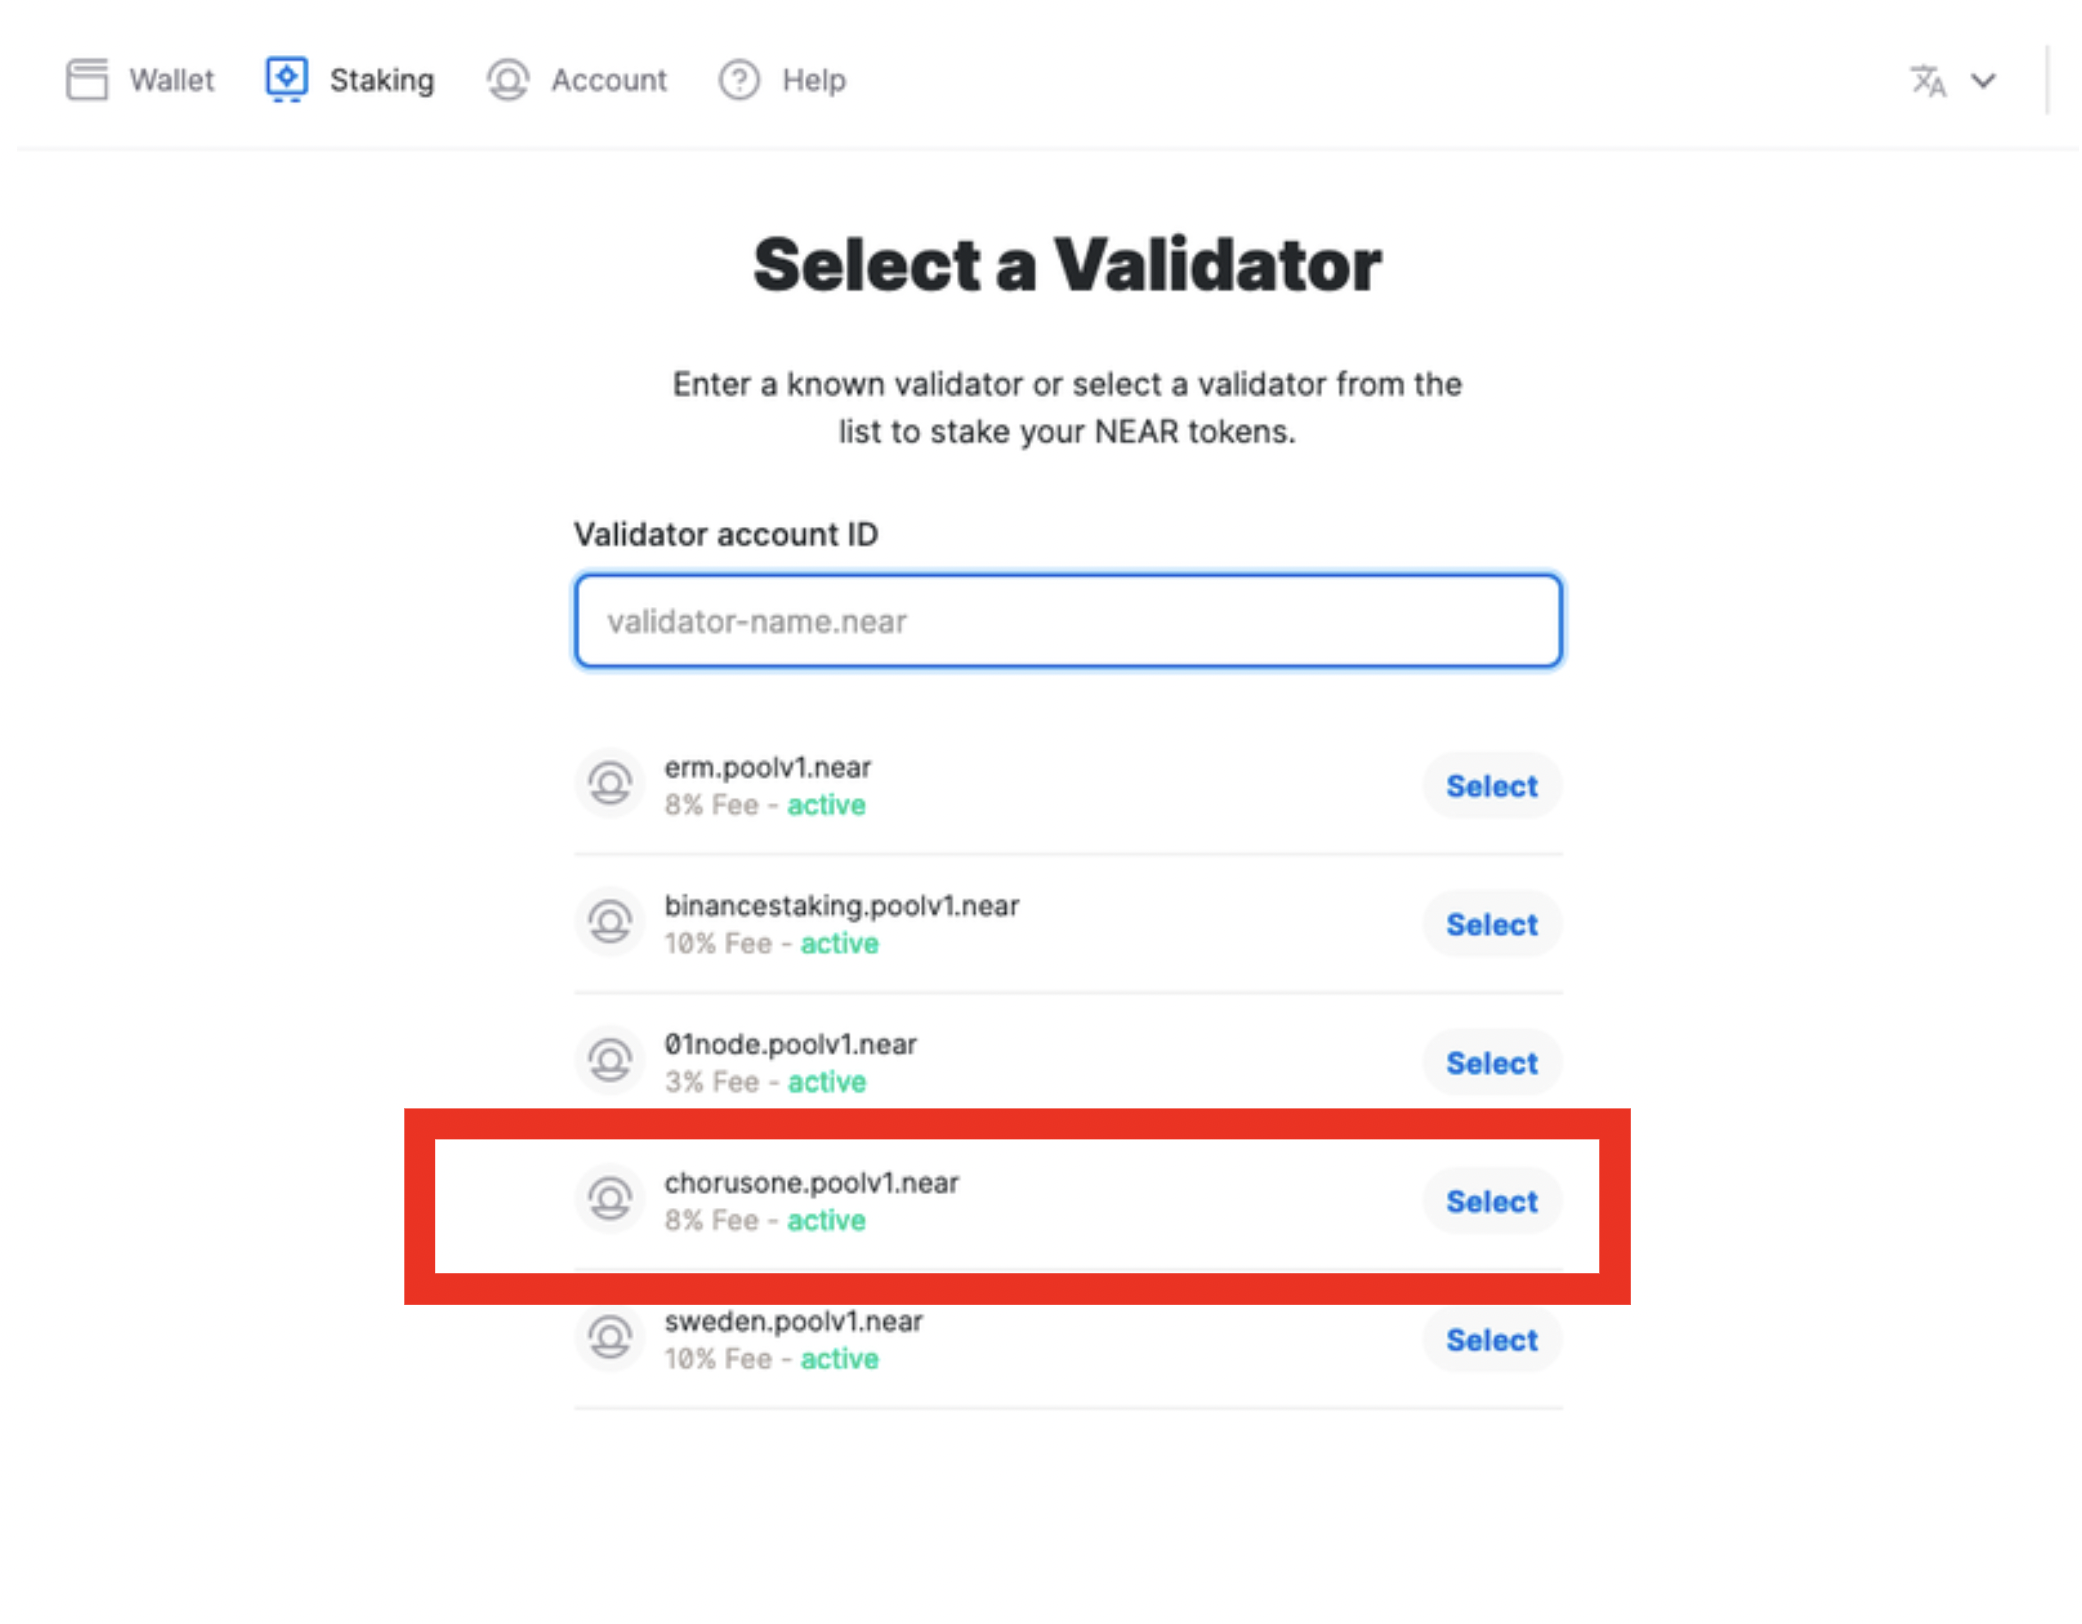 Wallet Staking Account Help
Select a Validator
Enter a known validator or select a validator from the
list to stake your NEAR tokens.
Validator account ID
validator-name.near
erm.poolv1.near
8% Fee - active
Select
binancestaking.poolv1.near
10% Fee - active
Select
01node.poolv1.near
3% Fee - active
Select
chorusone.poolv1.near
8% Fee - active
Select
sweden.poolv1.near
10% Fee - active
Select